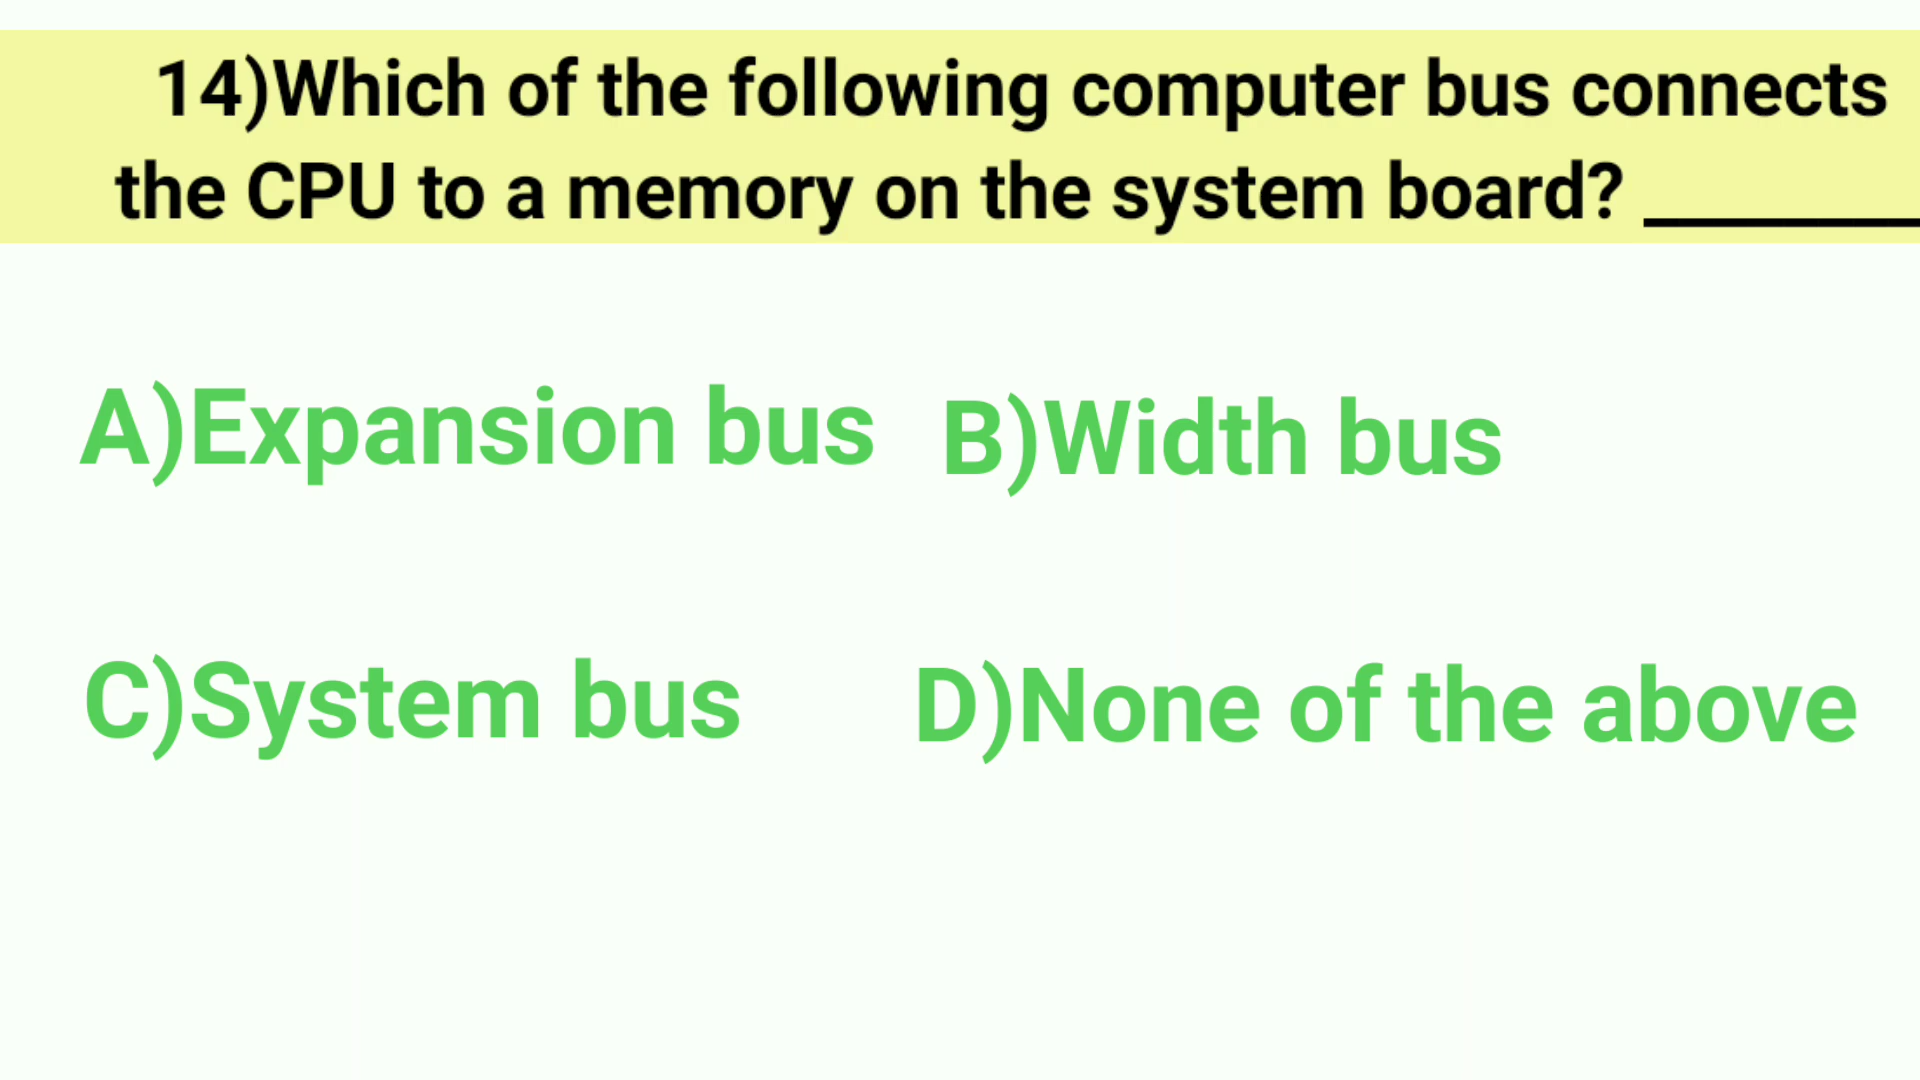 14)Which of the following computer bus connects
the CPU to a memory on the system board? ________
A)Expansion bus B)Width bus
C)System bus D)None of the above